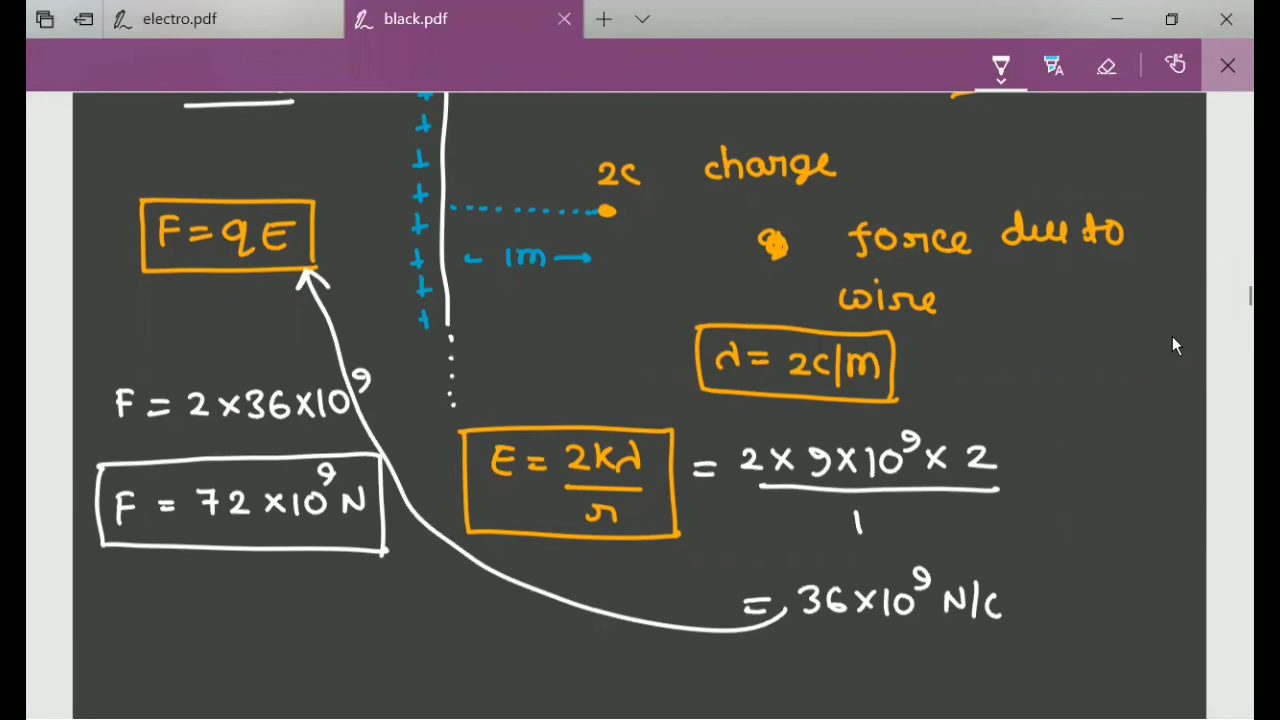 electro.pdf
black.pdf
2C charge
F = qE
1m
force due to
wire
λ = 2C/m
F = 2×36×10⁹
E = 2Kλ/r = 2×9×10⁹×2/1
F = 72×10⁹ N
= 36×10⁹ N/C